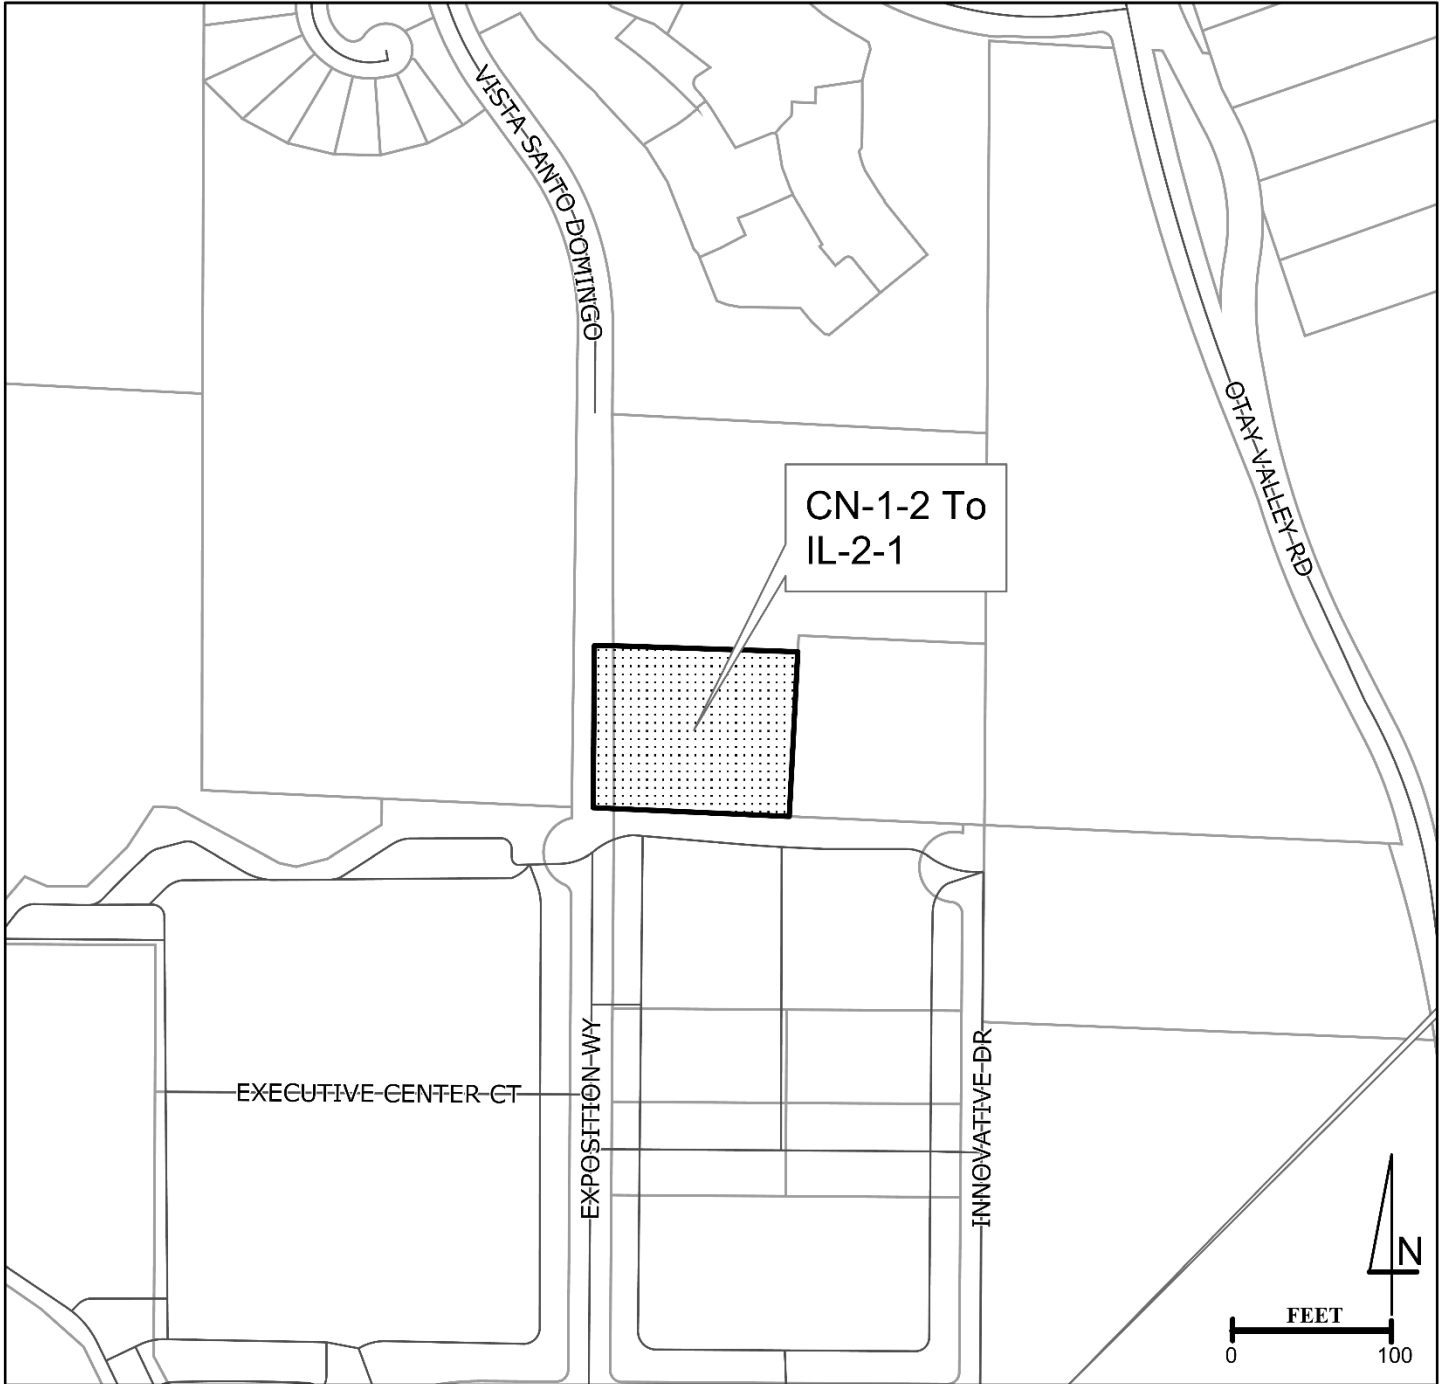 VISTA SANTO DOMINGO
OTAY VALLEY RD
CN-1-2 To
IL-2-1
EXECUTIVE CENTER CT
EXPOSITION WY
INNOVATIVE DR
N
FEET
0 100